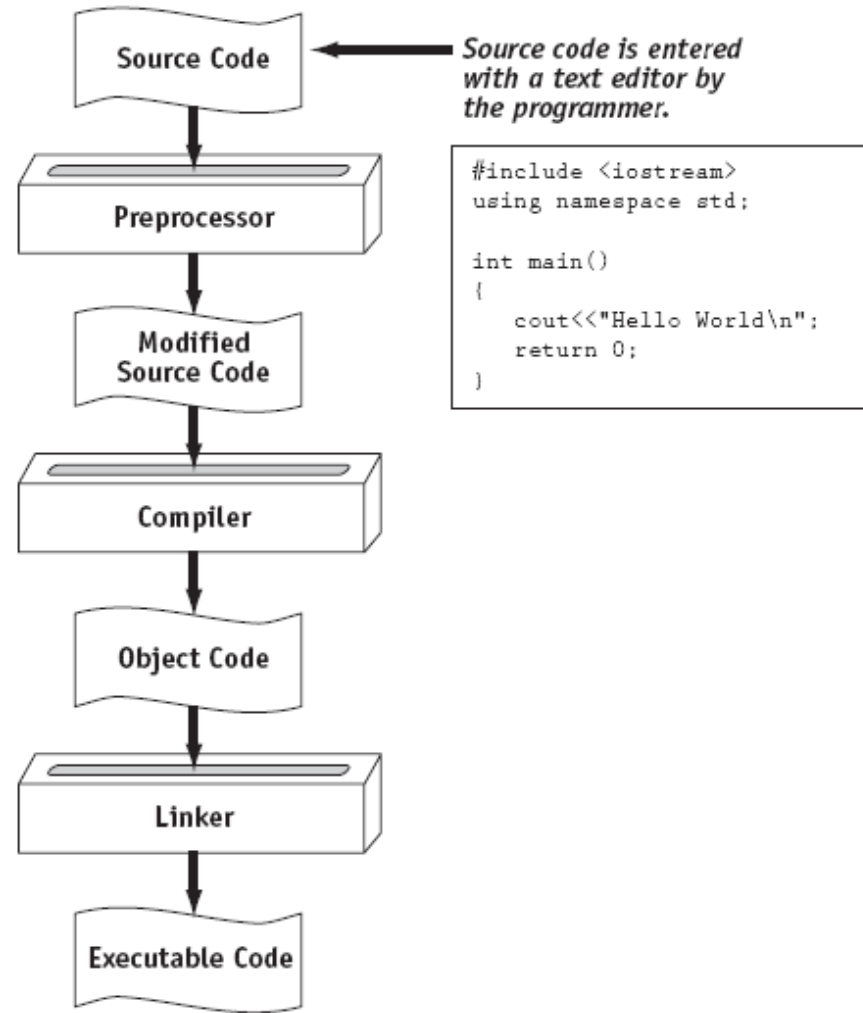 Source Code
Source code is entered
with a text editor by
the programmer.
#include <iostream>
using namespace std;
int main()
{
cout<<"Hello World\n";
return 0;
}
Preprocessor
Modified
Source Code
Compiler
Object Code
Linker
Executable Code